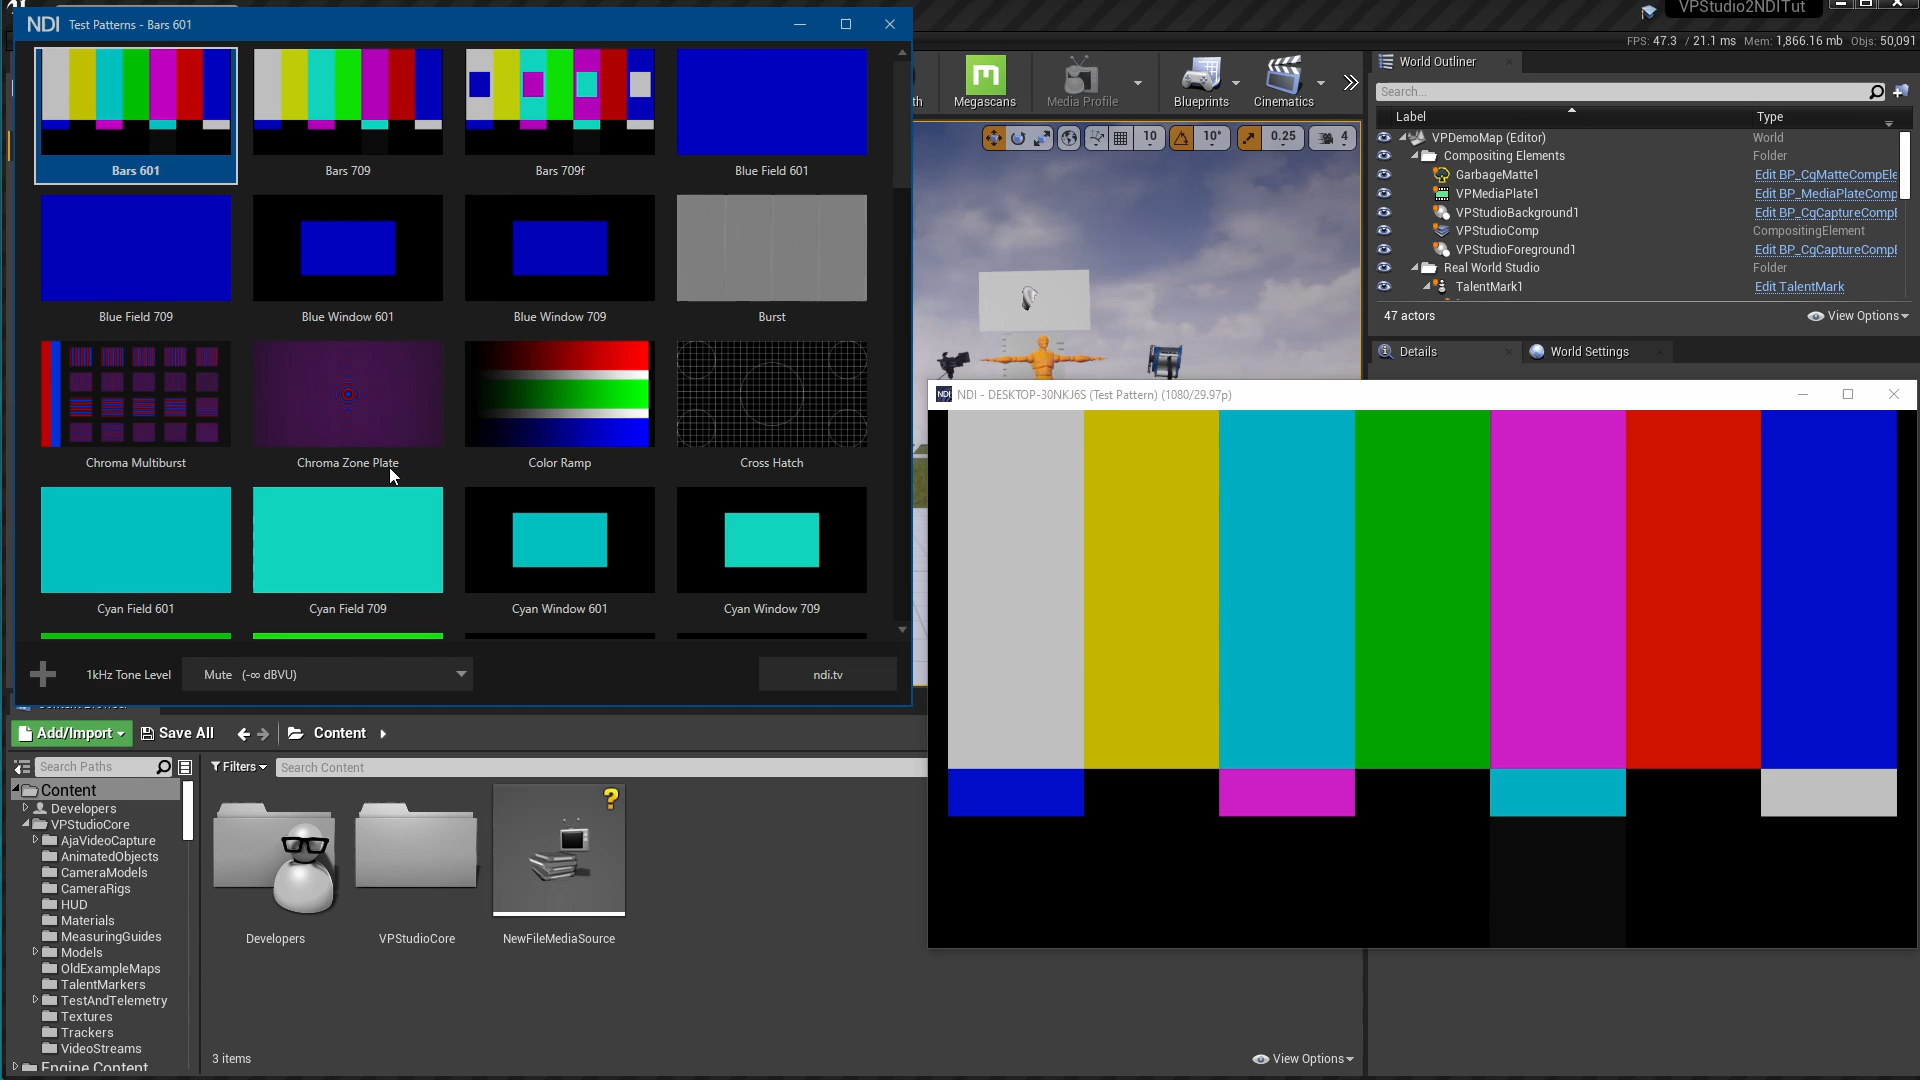 NDI Test Patterns - Bars 601
VPStudio2NDITut
FPS: 47.3 / 21.1 ms Mem: 1,866.16 mb Objs: 50,091
Bars 601
Bars 709
Bars 709f
Blue Field 601
Blue Field 709
Blue Window 601
Blue Window 709
Burst
Chroma Multiburst
Chroma Zone Plate
Color Ramp
Cross Hatch
Cyan Field 601
Cyan Field 709
Cyan Window 601
Cyan Window 709
1kHz Tone Level
Mute (-∞ dBVU)
ndi.tv
Megascans
Media Profile
Blueprints
Cinematics
10
10°
0.25
4
World Outliner
Search...
Label
Type
VPDemoMap (Editor)
World
Compositing Elements
Folder
GarbageMatte1
Edit BP_CgMatteCompEle
VPMediaPlate1
Edit BP_MediaPlateComp
VPStudioBackground1
Edit BP_CgCaptureCompE
VPStudioComp
CompositingElement
VPStudioForeground1
Edit BP_CgCaptureCompE
Real World Studio
Folder
TalentMark1
Edit TalentMark
47 actors
View Options
Details
World Settings
NDI NDI - DESKTOP-30NKJ6S (Test Pattern) (1080/29.97p)
Add/Import
Save All
Content
Search Paths
Filters
Search Content
Content
Developers
VPStudioCore
AjaVideoCapture
AnimatedObjects
CameraModels
CameraRigs
HUD
Materials
MeasuringGuides
Models
OldExampleMaps
TalentMarkers
TestAndTelemetry
Textures
Trackers
VideoStreams
Engine Content
Developers
VPStudioCore
NewFileMediaSource
3 items
View Options